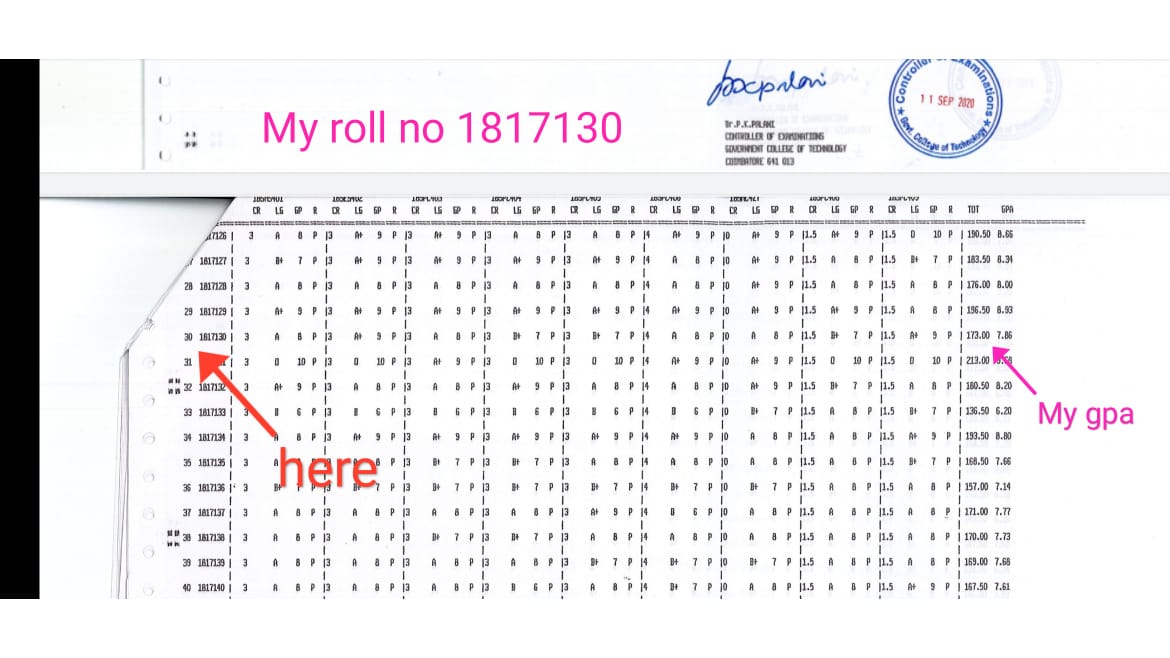 My roll no 1817130
Controller of Examinations
11 SEP 2020
Govt. College of Technology
Dr.P.K.PALANI
CONTROLLER OF EXAMINATIONS
GOVERNMENT COLLEGE OF TECHNOLOGY
COIMBATORE 641 013
CR LG GP R CR LG GP R CR LG GP R CR LG GP R CR LG GP R CR LG GP R CR LG GP R CR LG GP R CR LG GP R TOT GPA
| 3 A 8 P |3 A+ 9 P |3 A+ 9 P |3 A 8 P |3 A 8 P |4 A+ 9 P |0 A+ 9 P |1.5 A+ 9 P |1.5 O 10 P | 190.50 8.66
1817127 | 3 B+ 7 P |3 A+ 9 P |3 A+ 9 P |3 A+ 9 P |3 A+ 9 P |4 A 8 P |0 A+ 9 P |1.5 A 8 P |1.5 B+ 7 P | 183.50 8.34
28 1817128 | 3 A 8 P |3 A 8 P |3 A 8 P |3 A 8 P |3 A 8 P |4 A 8 P |0 A+ 9 P |1.5 A 8 P |1.5 A 8 P | 176.00 8.00
29 1817129 | 3 A+ 9 P |3 A+ 9 P |3 A+ 9 P |3 A+ 9 P |3 A+ 9 P |4 A+ 9 P |0 A+ 9 P |1.5 A+ 9 P |1.5 A 8 P | 196.50 8.93
30 1817130 | 3 A 8 P |3 A+ 9 P |3 A 8 P |3 B+ 7 P |3 B+ 7 P |4 A 8 P |0 A 8 P |1.5 B+ 7 P |1.5 A+ 9 P | 173.00 7.86
31 | 3 O 10 P |3 O 10 P |3 A+ 9 P |3 O 10 P |3 O 10 P |4 A+ 9 P |0 A+ 9 P |1.5 O 10 P |1.5 O 10 P | 213.00
32 1817132 | 3 A+ 9 P |3 A 8 P |3 A 8 P |3 A+ 9 P |3 A 8 P |4 A 8 P |0 A+ 9 P |1.5 B+ 7 P |1.5 A 8 P | 180.50 8.20
My gpa
33 1817133 | 3 B 6 P |3 B 6 P |3 B 6 P |3 B 6 P |3 B 6 P |4 B 6 P |0 B+ 7 P |1.5 A 8 P |1.5 B+ 7 P | 136.50 6.20
34 1817134 | 3 A 8 P |3 A+ 9 P |3 A+ 9 P |3 A+ 9 P |3 A+ 9 P |4 A+ 9 P |0 A 8 P |1.5 A 8 P |1.5 A+ 9 P | 193.50 8.80
here
35 1817135 | 3 A 8 P |3 A 8 P |3 B+ 7 P |3 B+ 7 P |3 A 8 P |4 A 8 P |0 A 8 P |1.5 A 8 P |1.5 B+ 7 P | 168.50 7.66
36 1817136 | 3 B+ 7 P |3 B+ 7 P |3 B+ 7 P |3 B+ 7 P |3 B+ 7 P |4 B+ 7 P |0 B+ 7 P |1.5 A 8 P |1.5 A 8 P | 157.00 7.14
37 1817137 | 3 A 8 P |3 A 8 P |3 A 8 P |3 A 8 P |3 A+ 9 P |4 B 6 P |0 A 8 P |1.5 A 8 P |1.5 A 8 P | 171.00 7.77
38 1817138 | 3 A 8 P |3 A 8 P |3 B+ 7 P |3 B+ 7 P |3 A 8 P |4 A 8 P |0 A 8 P |1.5 A 8 P |1.5 A 8 P | 170.00 7.73
39 1817139 | 3 A 8 P |3 A 8 P |3 A 8 P |3 A 8 P |3 B+ 7 P |4 B+ 7 P |0 B+ 7 P |1.5 A 8 P |1.5 A 8 P | 169.00 7.68
40 1817140 | 3 A 8 P |3 A 8 P |3 A 8 P |3 B 6 P |3 A 8 P |4 B+ 7 P |0 A 8 P |1.5 A 8 P |1.5 A+ 9 P | 167.50 7.61